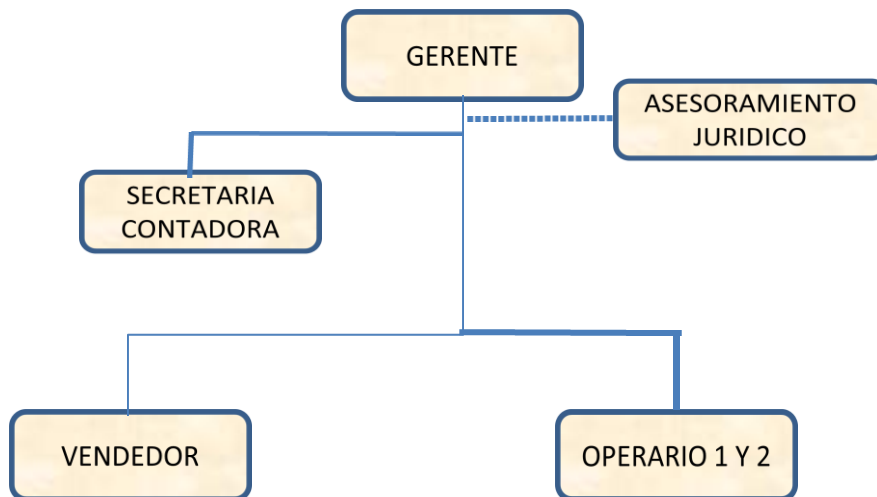 GERENTE
ASESORAMIENTO
JURIDICO
SECRETARIA
CONTADORA
VENDEDOR
OPERARIO 1 Y 2